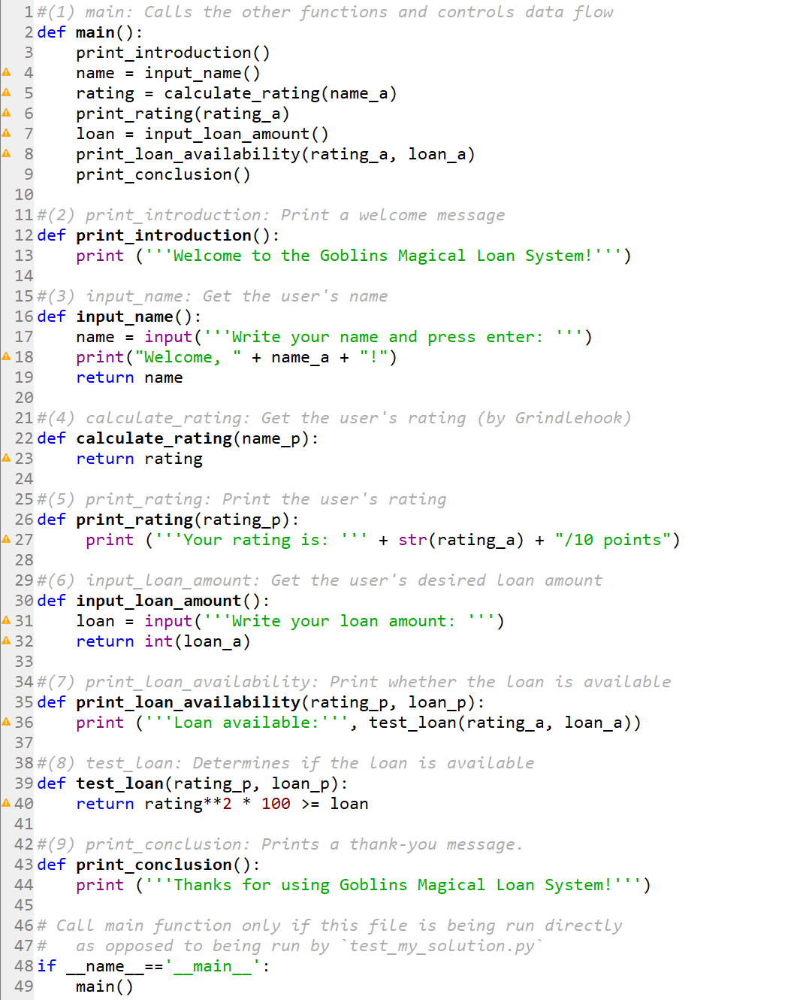 1 #(1) main: Calls the other functions and controls data flow
2 def main():
3     print_introduction()
4     name = input_name()
5     rating = calculate_rating(name_a)
6     print_rating(rating_a)
7     loan = input_loan_amount()
8     print_loan_availability(rating_a, loan_a)
9     print_conclusion()
10
11 #(2) print_introduction: Print a welcome message
12 def print_introduction():
13     print ('''Welcome to the Goblins Magical Loan System!''')
14
15 #(3) input_name: Get the user's name
16 def input_name():
17     name = input('''Write your name and press enter: ''')
18     print("Welcome, " + name_a + "!")
19     return name
20
21 #(4) calculate_rating: Get the user's rating (by Grindlehook)
22 def calculate_rating(name_p):
23     return rating
24
25 #(5) print_rating: Print the user's rating
26 def print_rating(rating_p):
27      print ('''Your rating is: ''' + str(rating_a) + "/10 points")
28
29 #(6) input_loan_amount: Get the user's desired loan amount
30 def input_loan_amount():
31     loan = input('''Write your loan amount: ''')
32     return int(loan_a)
33
34 #(7) print_loan_availability: Print whether the loan is available
35 def print_loan_availability(rating_p, loan_p):
36     print ('''Loan available:''', test_loan(rating_a, loan_a))
37
38 #(8) test_loan: Determines if the loan is available
39 def test_loan(rating_p, loan_p):
40     return rating**2 * 100 >= loan
41
42 #(9) print_conclusion: Prints a thank-you message.
43 def print_conclusion():
44     print ('''Thanks for using Goblins Magical Loan System!''')
45
46 # Call main function only if this file is being run directly
47 #   as opposed to being run by `test_my_solution.py`
48 if __name__=='__main__':
49     main()